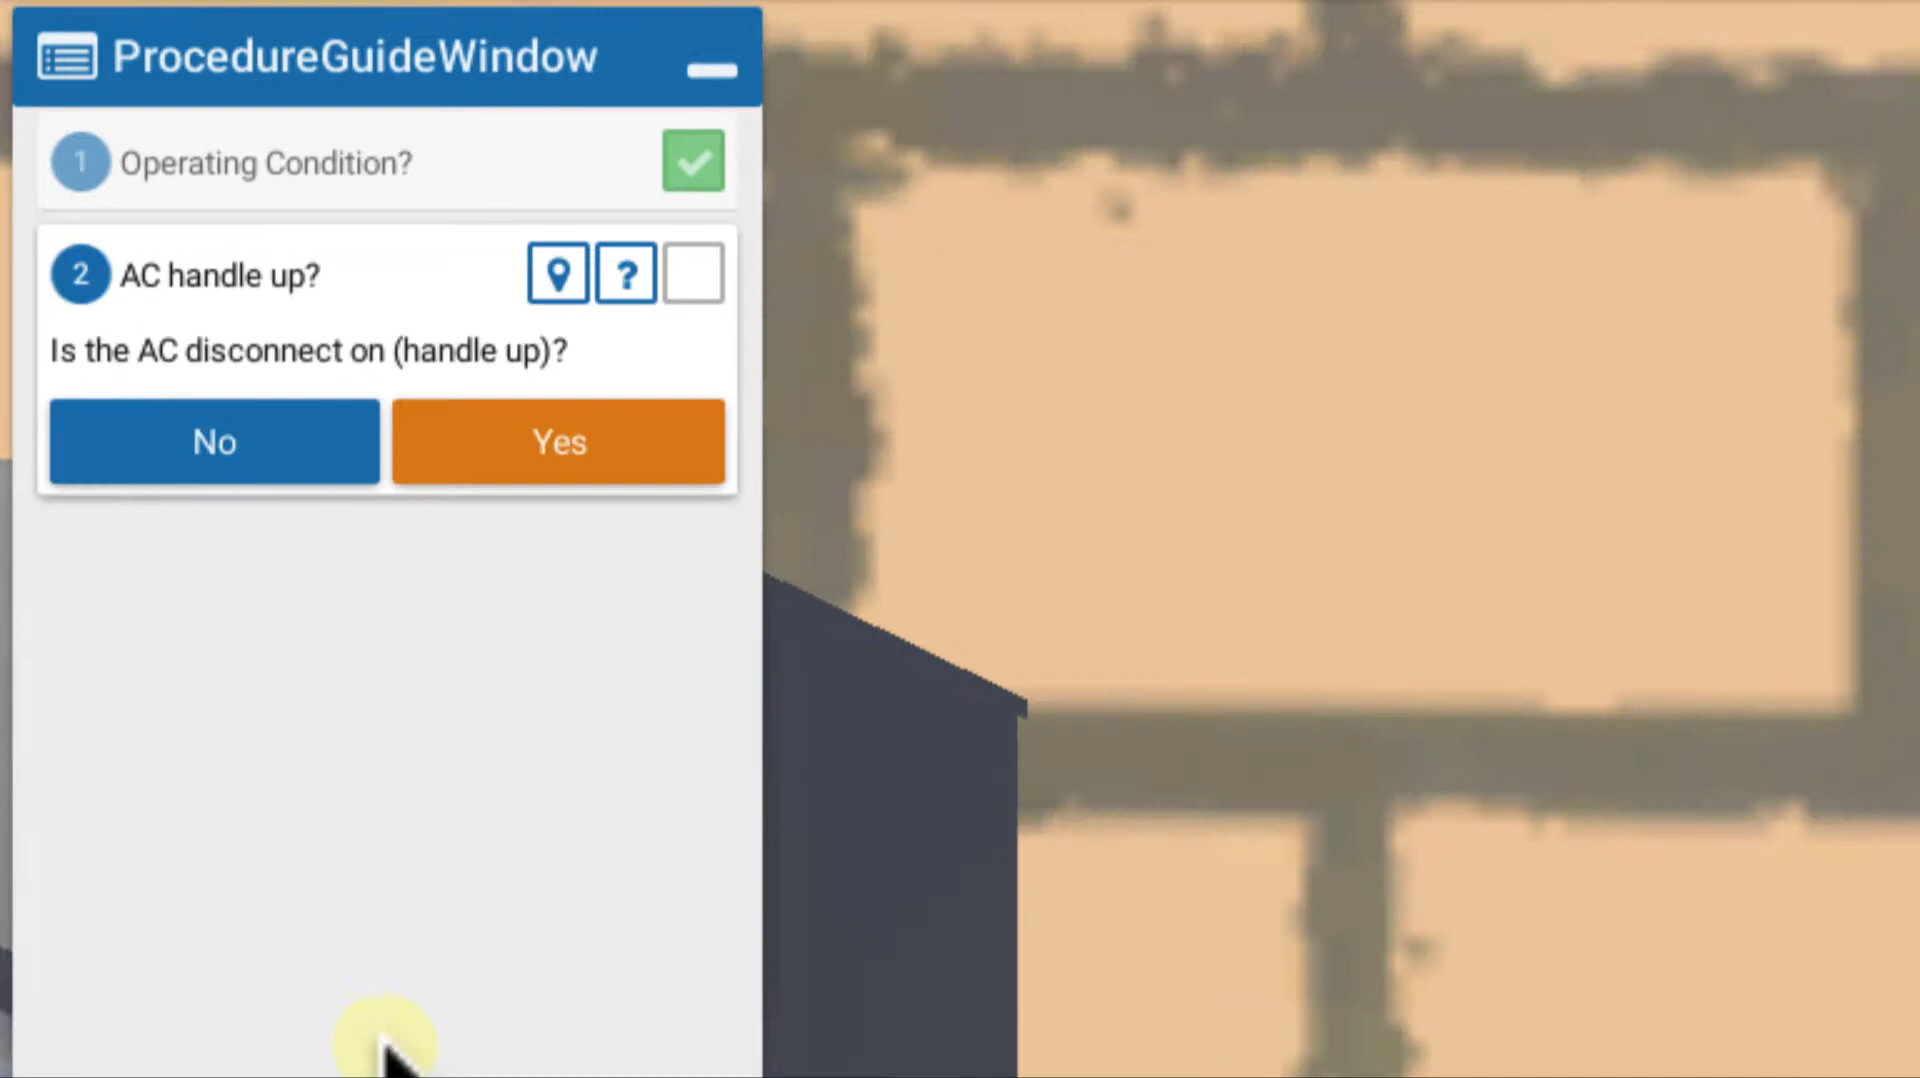 ProcedureGuideWindow
1 Operating Condition?
2 AC handle up? ?
Is the AC disconnect on (handle up)?
No Yes